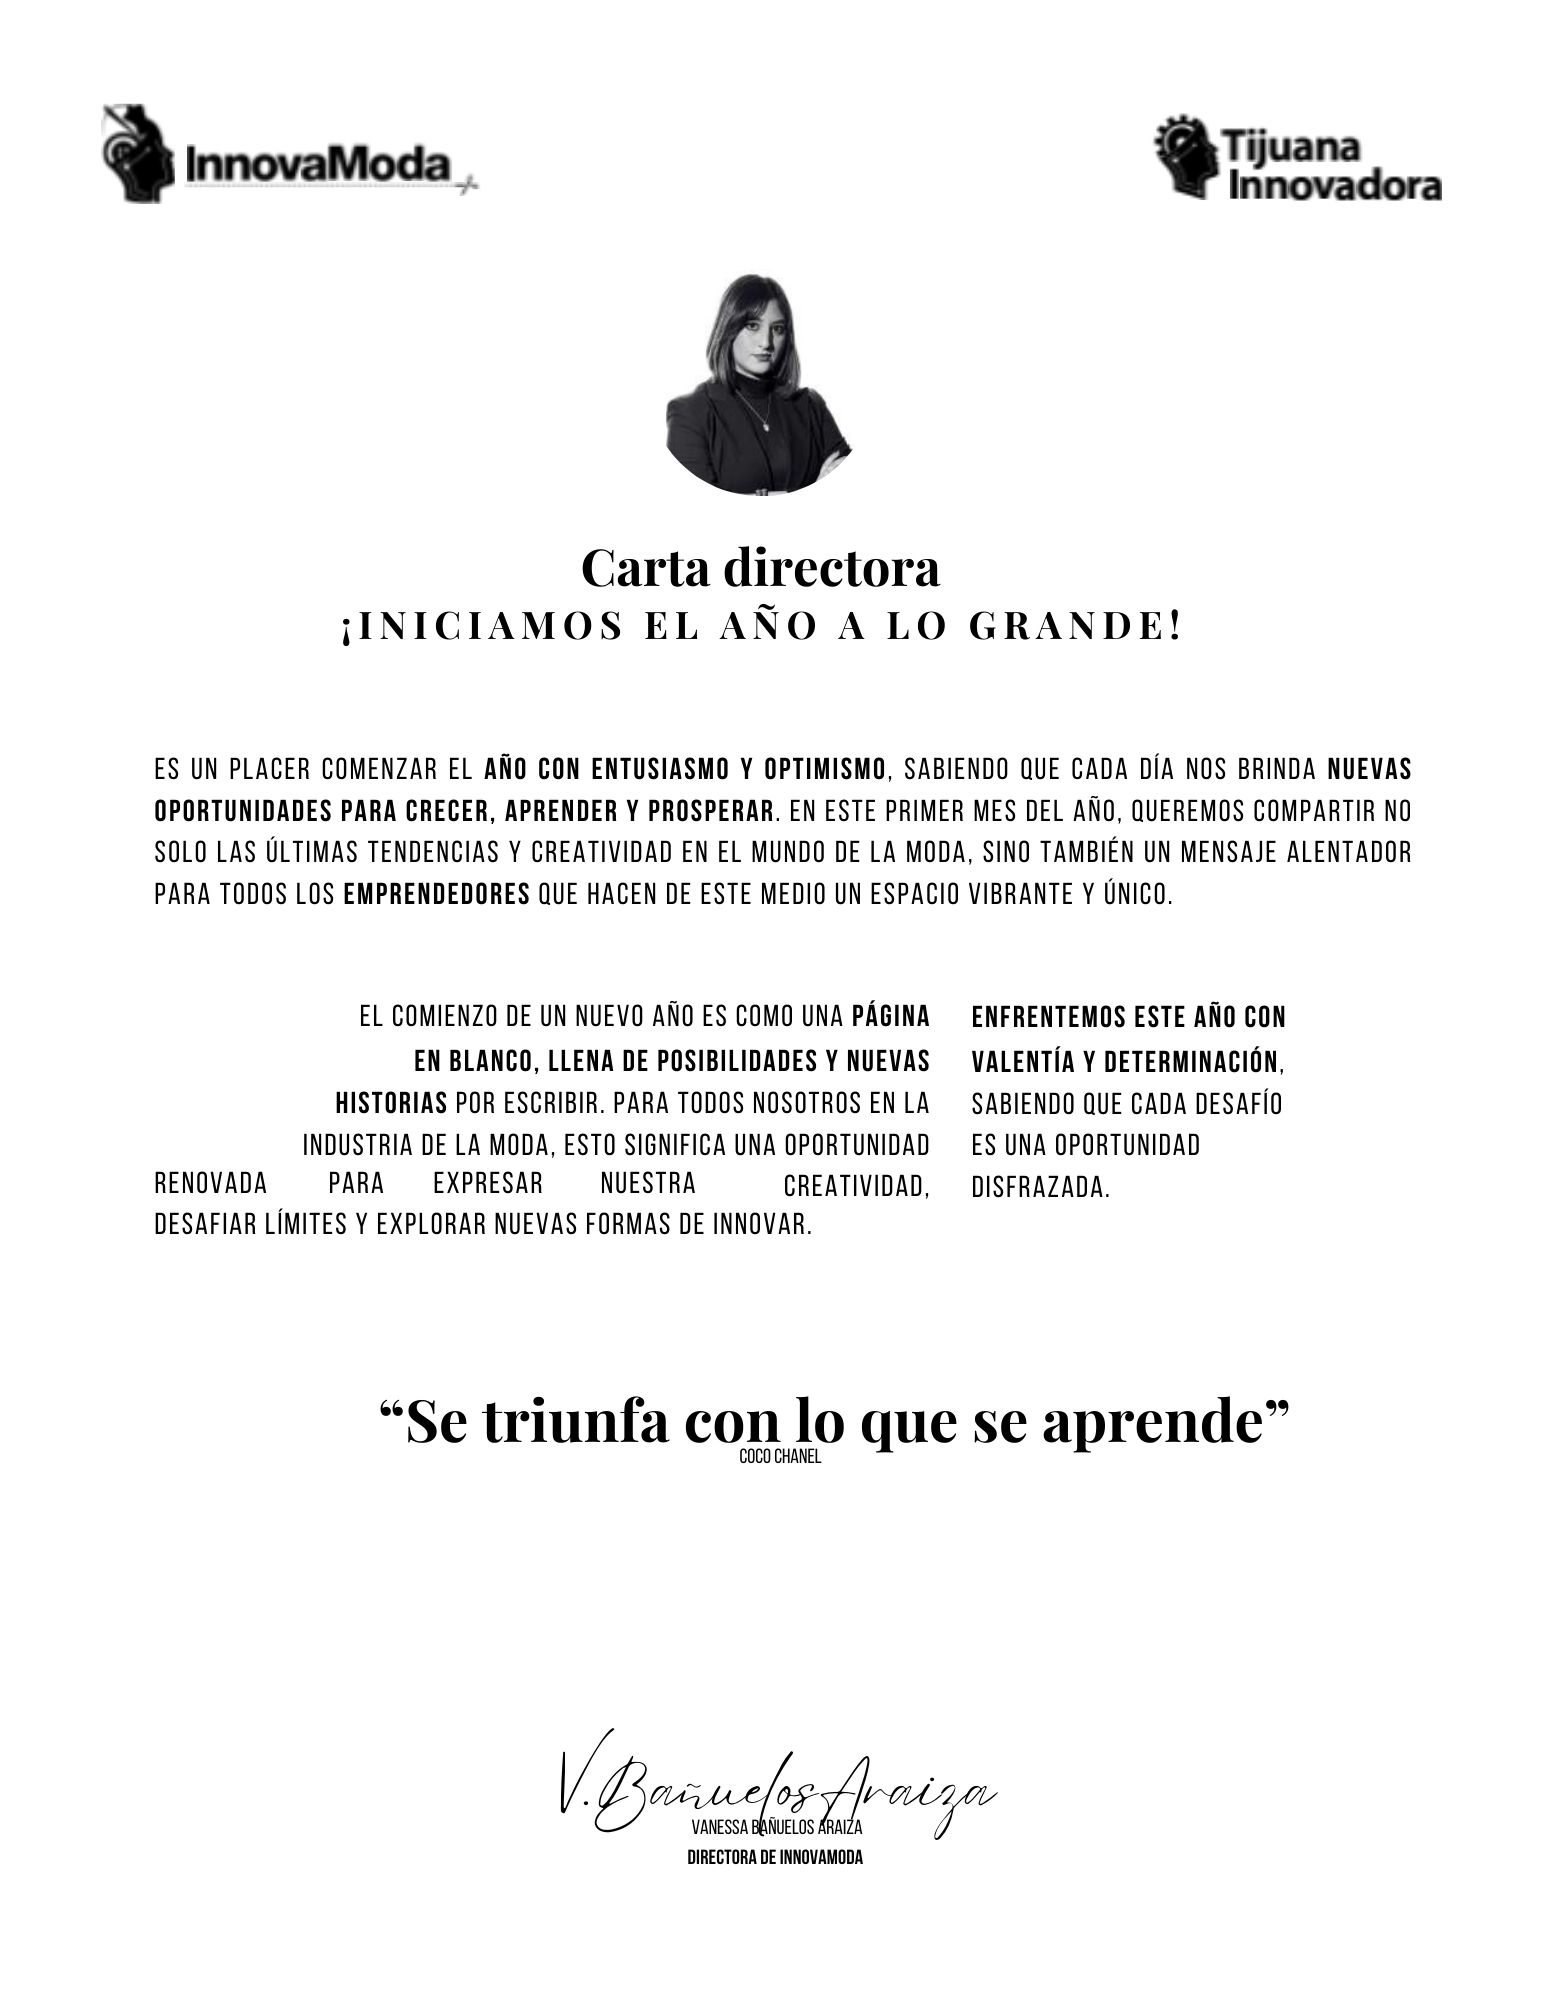 InnovaModa
Tijuana
Innovadora
Carta directora
¡INICIAMOS EL AÑO A LO GRANDE!
ES UN PLACER COMENZAR EL AÑO CON ENTUSIASMO Y OPTIMISMO, SABIENDO QUE CADA DÍA NOS BRINDA NUEVAS
OPORTUNIDADES PARA CRECER, APRENDER Y PROSPERAR. EN ESTE PRIMER MES DEL AÑO, QUEREMOS COMPARTIR NO
SOLO LAS ÚLTIMAS TENDENCIAS Y CREATIVIDAD EN EL MUNDO DE LA MODA, SINO TAMBIÉN UN MENSAJE ALENTADOR
PARA TODOS LOS EMPRENDEDORES QUE HACEN DE ESTE MEDIO UN ESPACIO VIBRANTE Y ÚNICO.
EL COMIENZO DE UN NUEVO AÑO ES COMO UNA PÁGINA
EN BLANCO, LLENA DE POSIBILIDADES Y NUEVAS
HISTORIAS POR ESCRIBIR. PARA TODOS NOSOTROS EN LA
INDUSTRIA DE LA MODA, ESTO SIGNIFICA UNA OPORTUNIDAD
RENOVADA PARA EXPRESAR NUESTRA CREATIVIDAD,
DESAFIAR LÍMITES Y EXPLORAR NUEVAS FORMAS DE INNOVAR.
ENFRENTEMOS ESTE AÑO CON
VALENTÍA Y DETERMINACIÓN,
SABIENDO QUE CADA DESAFÍO
ES UNA OPORTUNIDAD
DISFRAZADA.
“Se triunfa con lo que se aprende”
COCO CHANEL
V. Bañuelos Araiza
VANESSA BAÑUELOS ARAIZA
DIRECTORA DE INNOVAMODA